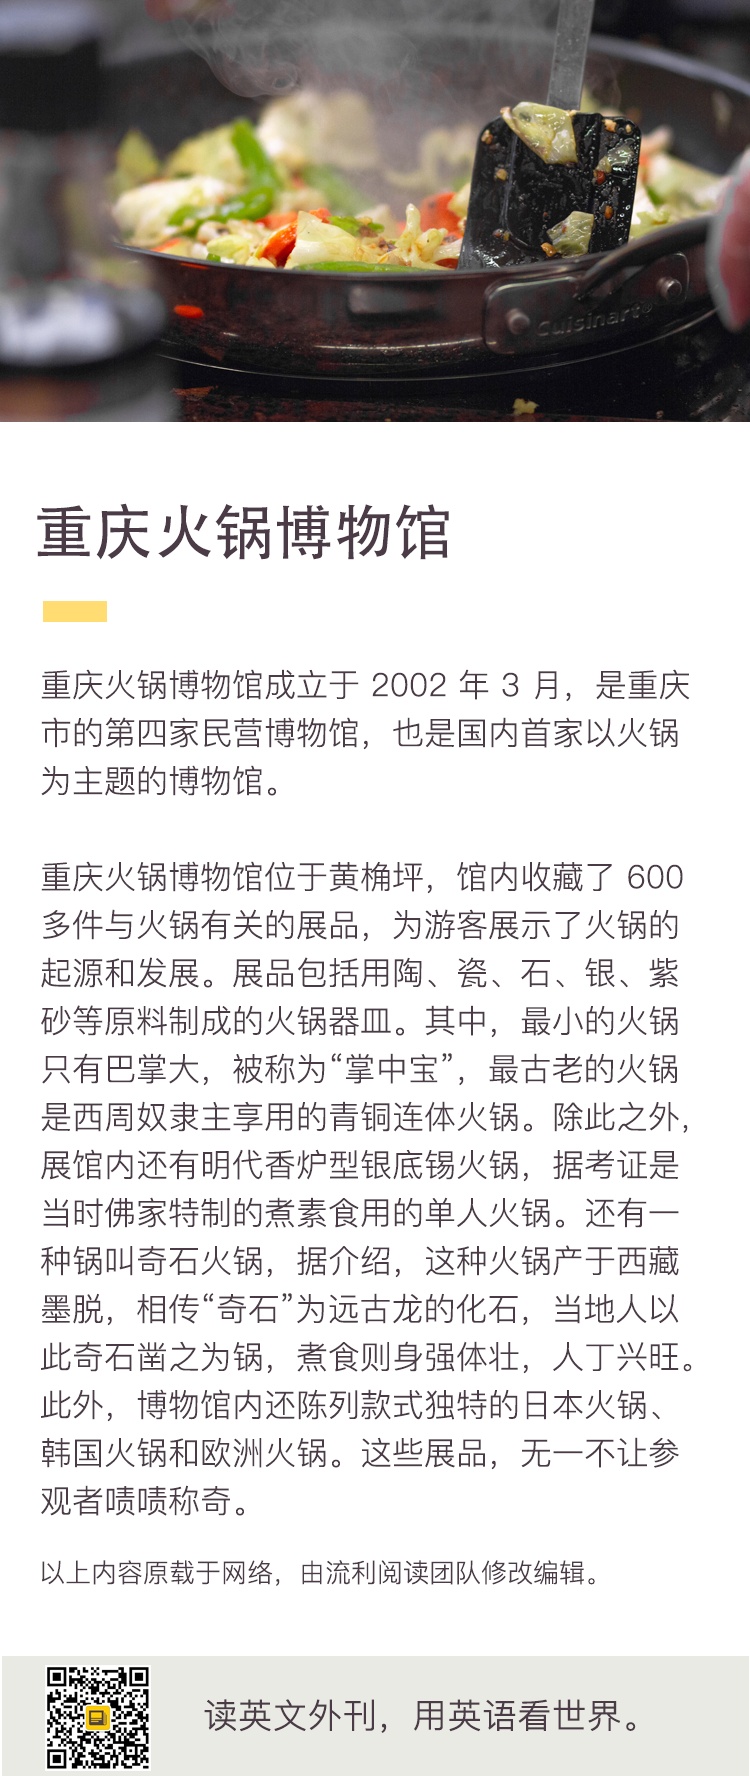 Cuisinart
重庆火锅博物馆
重庆火锅博物馆成立于 2002 年 3 月，是重庆
市的第四家民营博物馆，也是国内首家以火锅
为主题的博物馆。
重庆火锅博物馆位于黄桷坪，馆内收藏了 600
多件与火锅有关的展品，为游客展示了火锅的
起源和发展。展品包括用陶、瓷、石、银、紫
砂等原料制成的火锅器皿。其中，最小的火锅
只有巴掌大，被称为“掌中宝”，最古老的火锅
是西周奴隶主享用的青铜连体火锅。除此之外，
展馆内还有明代香炉型银底锡火锅，据考证是
当时佛家特制的煮素食用的单人火锅。还有一
种锅叫奇石火锅，据介绍，这种火锅产于西藏
墨脱，相传“奇石”为远古龙的化石，当地人以
此奇石凿之为锅，煮食则身强体壮，人丁兴旺。
此外，博物馆内还陈列款式独特的日本火锅、
韩国火锅和欧洲火锅。这些展品，无一不让参
观者啧啧称奇。
以上内容原载于网络，由流利阅读团队修改编辑。
读英文外刊，用英语看世界。